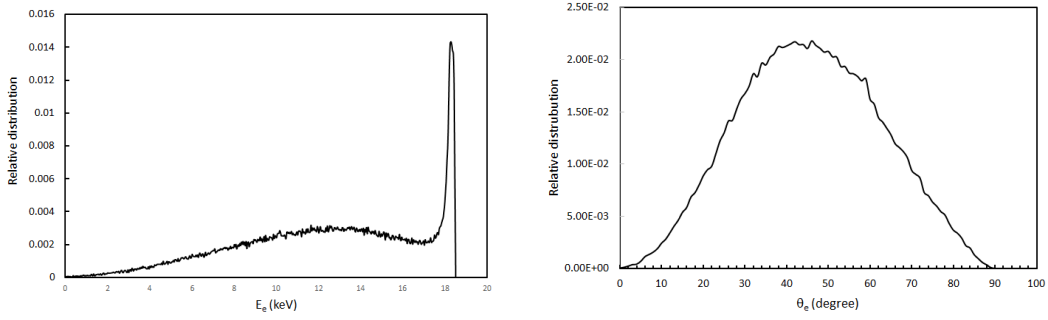 0.016
0.014
0.012
0.01
0.008
0.006
0.004
0.002
0
Relative distribution
0 2 4 6 8 10 12 14 16 18 20
E_e (keV)
2.50E-02
2.00E-02
1.50E-02
1.00E-02
5.00E-03
0.00E+00
Relative distrubution
0 10 20 30 40 50 60 70 80 90 100
θ_e (degree)